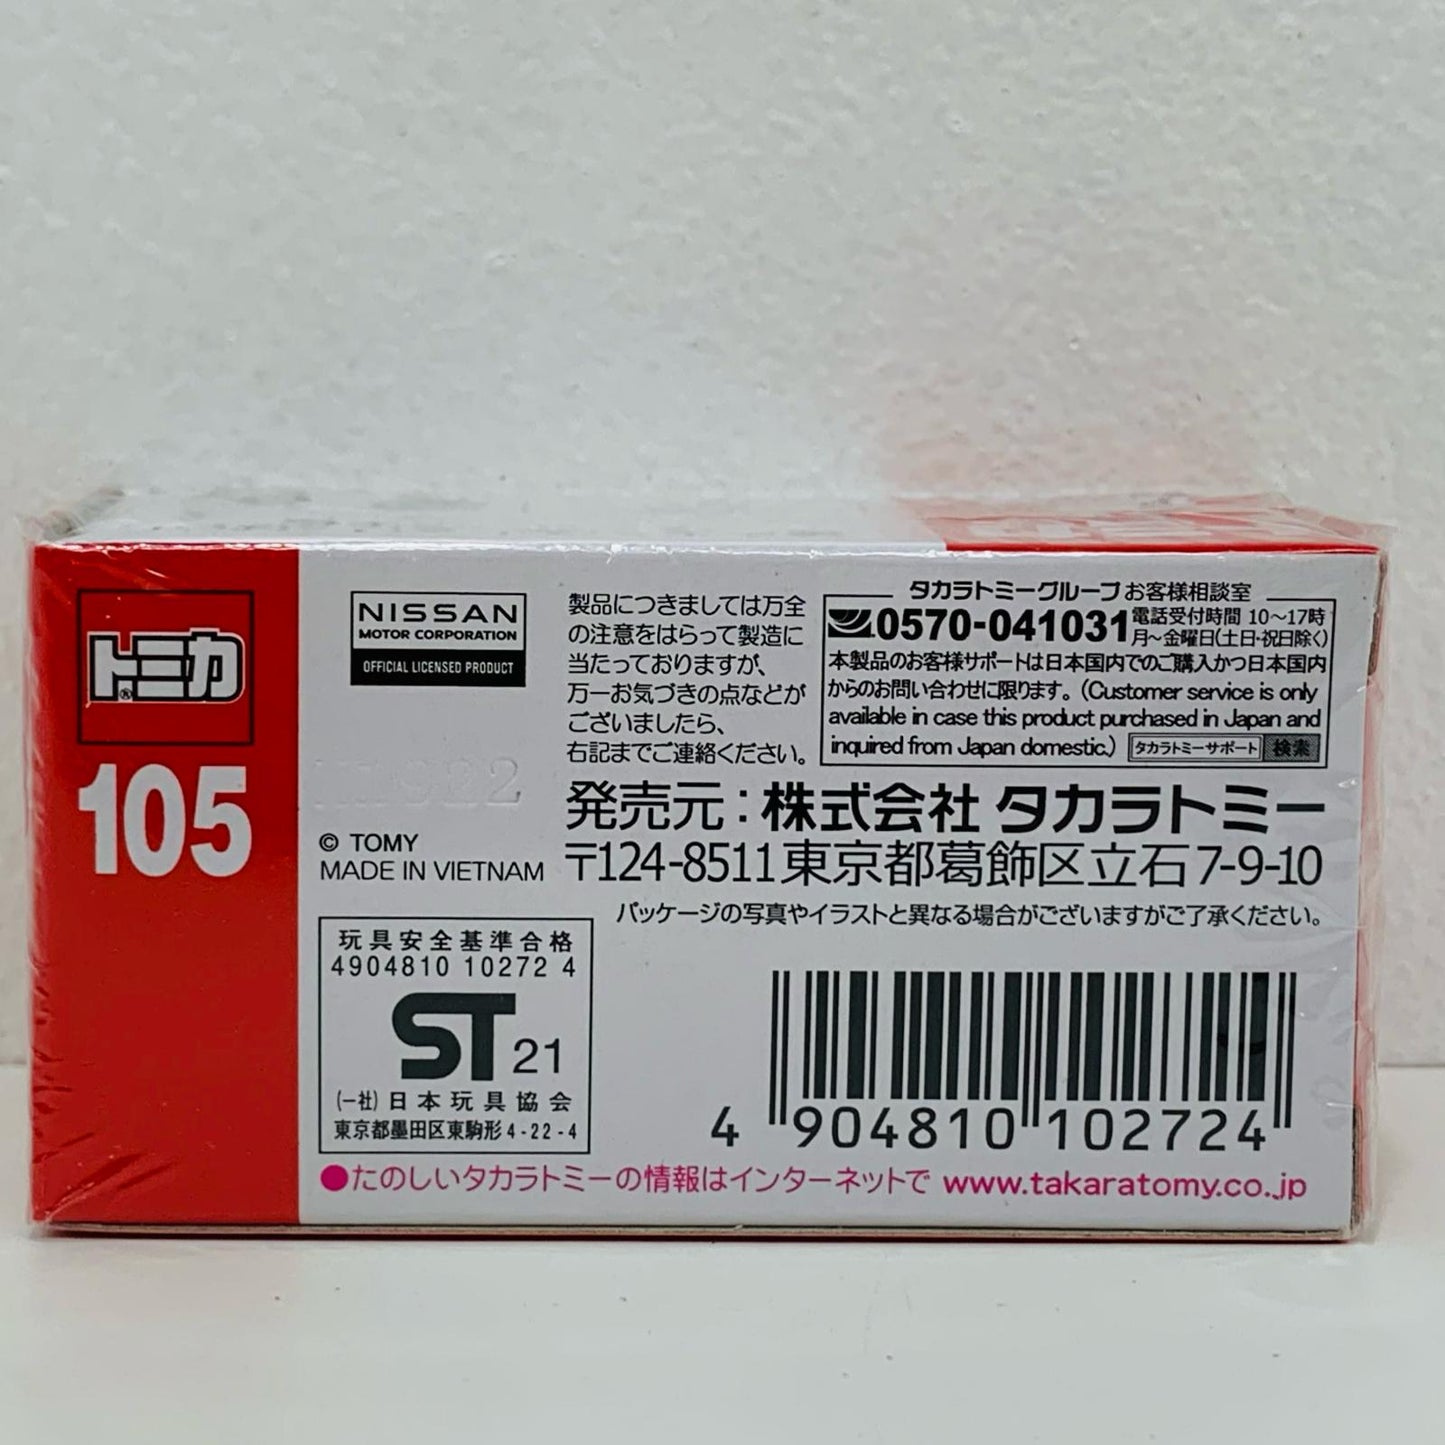 トミカ®
105
NISSAN
MOTOR CORPORATION
OFFICIAL LICENSED PRODUCT
© TOMY
MADE IN VIETNAM
製品につきましては万全
の注意をはらって製造に
当たっておりますが、
万一お気づきの点などが
ございましたら、
右記までご連絡ください。
タカラトミーグループお客様相談室
0570-041031
電話受付時間 10〜17時
月〜金曜日(土日・祝日除く)
本製品のお客様サポートは日本国内でのご購入かつ日本国内
からのお問い合わせに限ります。(Customer service is only
available in case this product purchased in Japan and
inquired from Japan domestic.)
タカラトミーサポート 検索
発売元：株式会社 タカラトミー
〒124-8511 東京都葛飾区立石 7-9-10
パッケージの写真やイラストと異なる場合がございますがご了承ください。
玩具安全基準合格
4904810 10272 4
ST 21
(一社)日本玩具協会
東京都墨田区東駒形 4-22-4
4 904810 102724
●たのしいタカラトミーの情報はインターネットで www.takaratomy.co.jp